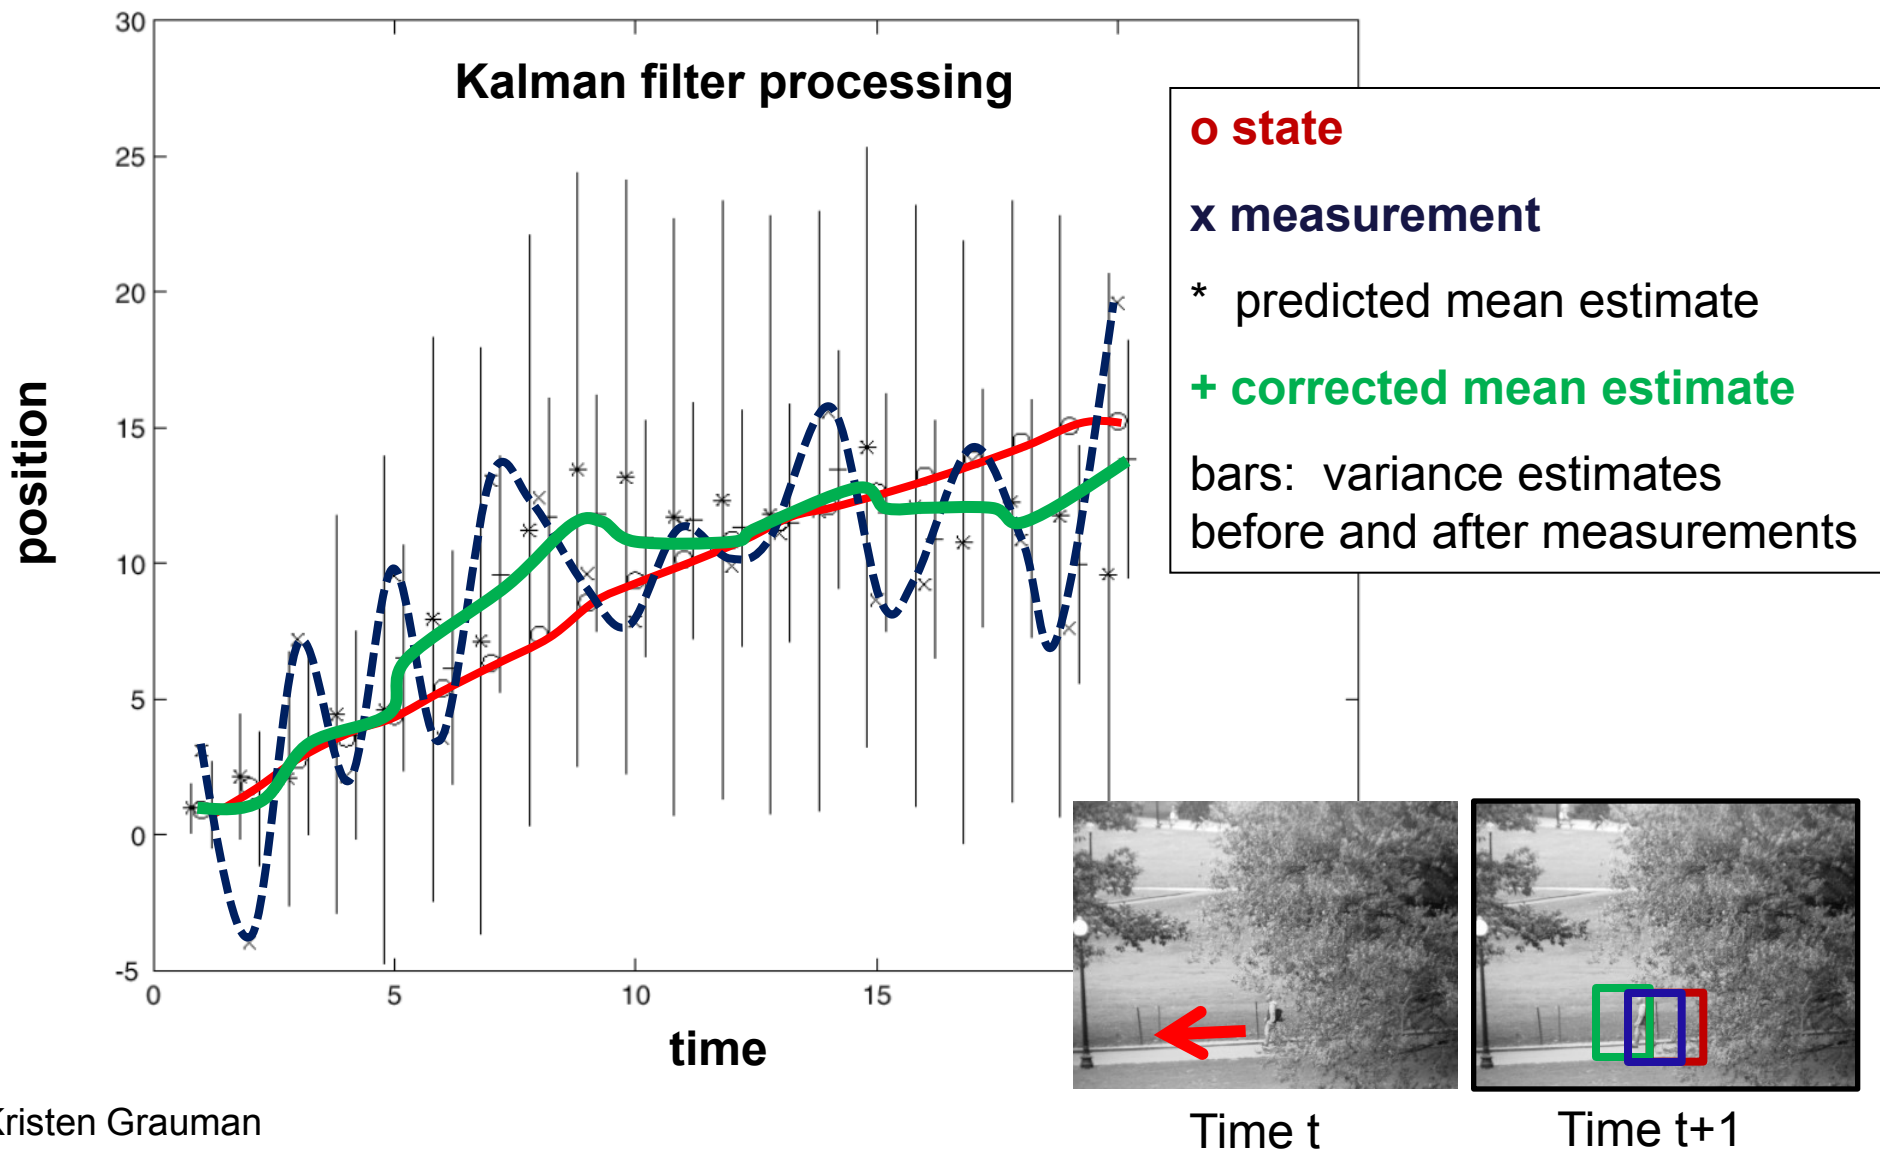 Kalman filter processing
30
25
20
15
10
5
0
-5
0
5
10
15
position
time
o state
x measurement
* predicted mean estimate
+ corrected mean estimate
bars: variance estimates
before and after measurements
Time t
Time t+1
Kristen Grauman